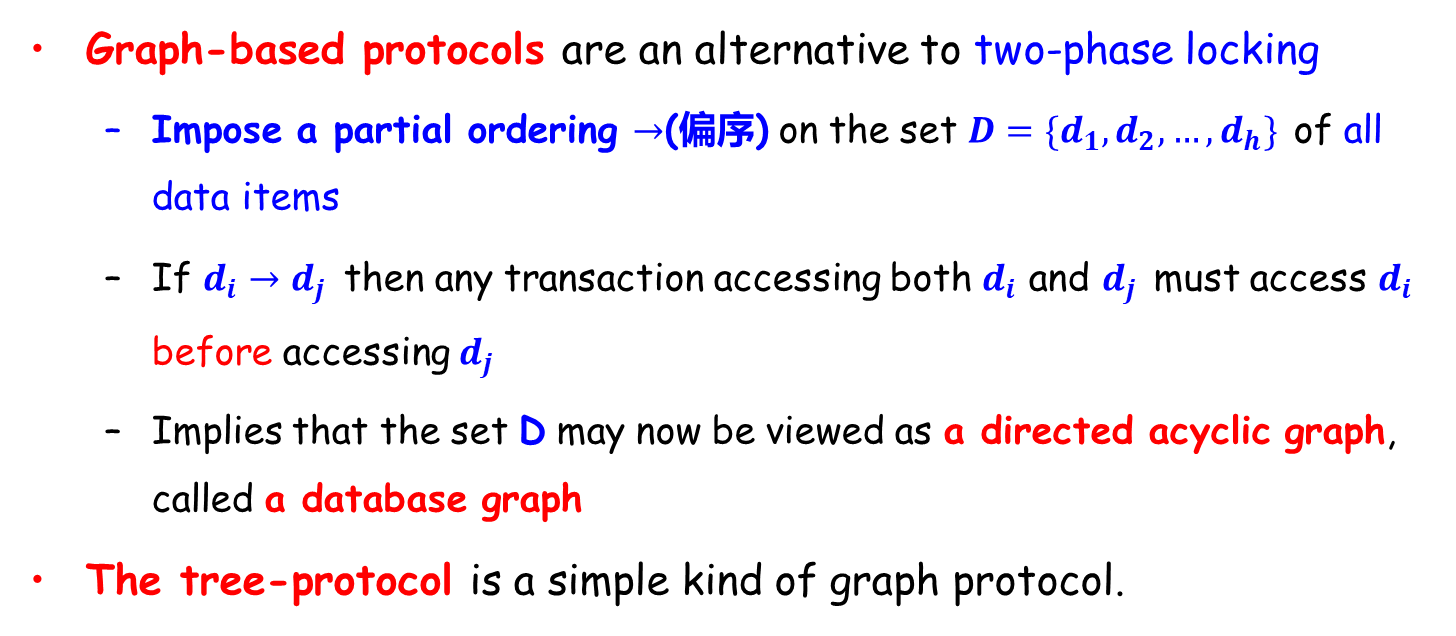 • Graph-based protocols are an alternative to two-phase locking
– Impose a partial ordering →(偏序) on the set D = {d₁, d₂, ..., dₕ} of all
data items
– If dᵢ → dⱼ then any transaction accessing both dᵢ and dⱼ must access dᵢ
before accessing dⱼ
– Implies that the set D may now be viewed as a directed acyclic graph,
called a database graph
• The tree-protocol is a simple kind of graph protocol.